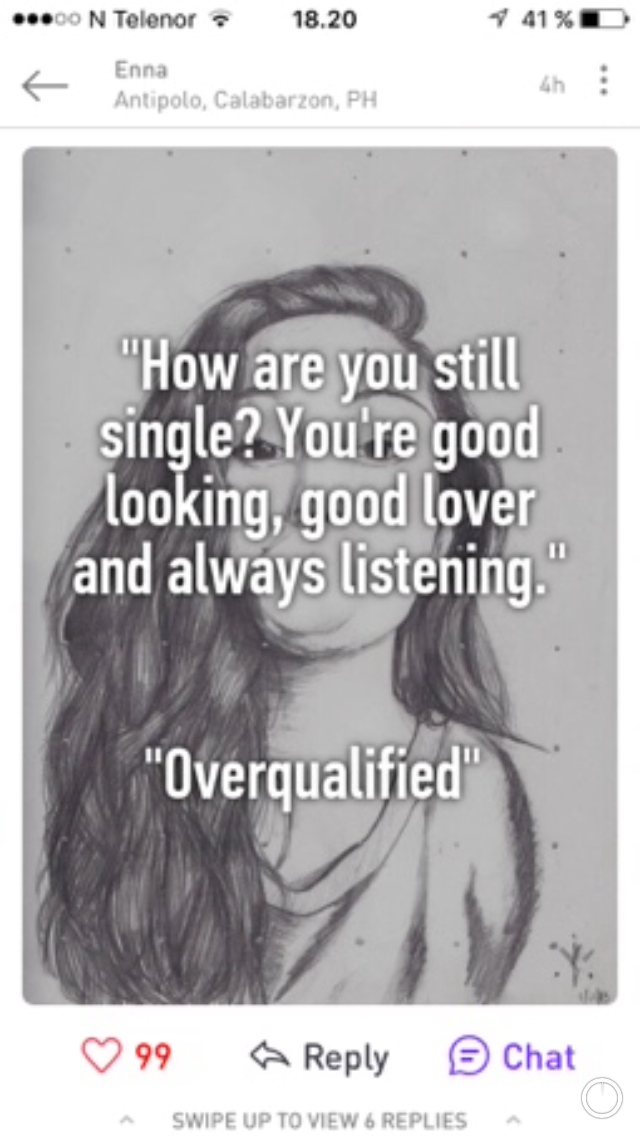 N Telenor 18.20 41 %
Enna
Antipolo, Calabarzon, PH
4h
"How are you still
single? You're good
looking, good lover
and always listening."
"Overqualified"
99 Reply Chat
SWIPE UP TO VIEW 6 REPLIES